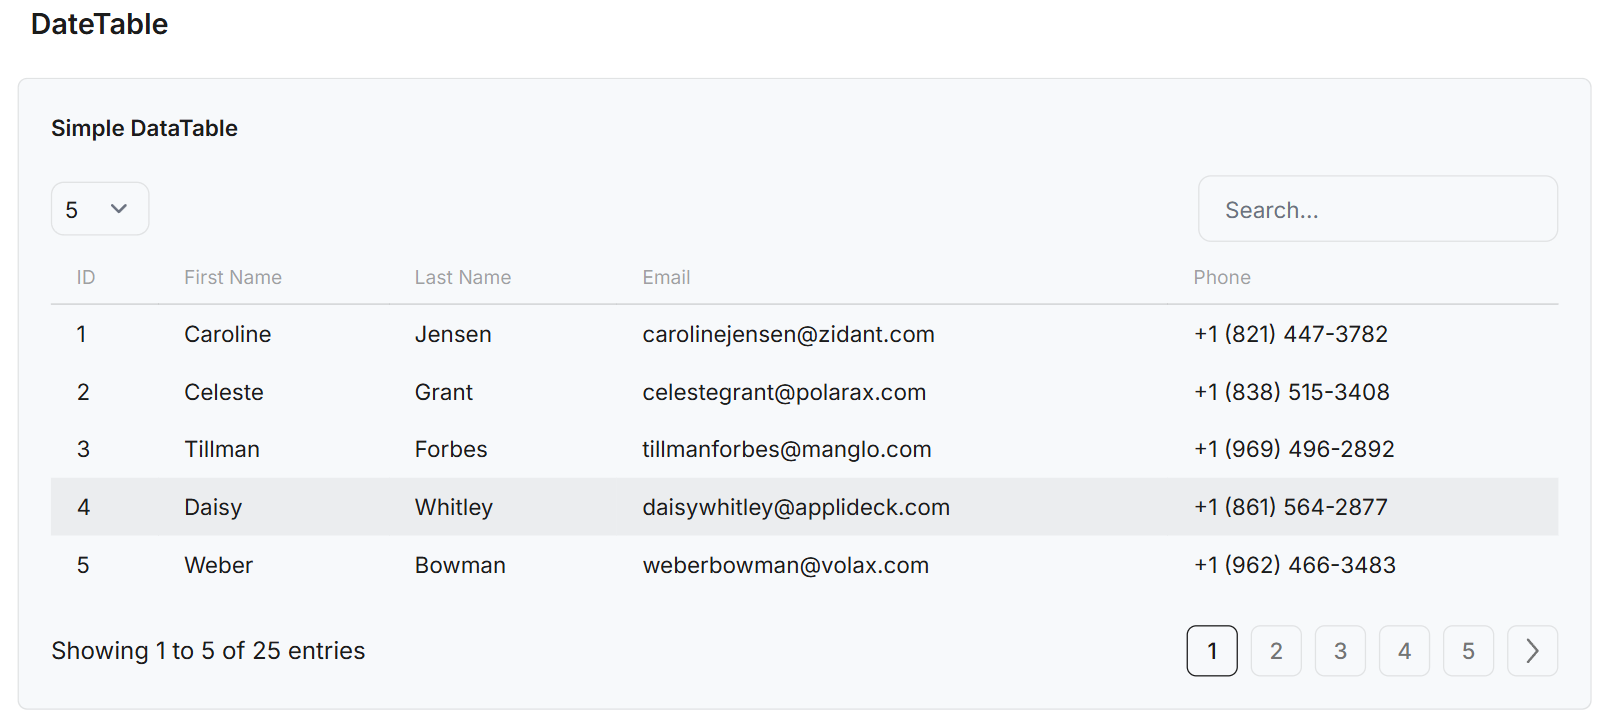 DateTable
Simple DataTable
5 Search...
ID First Name Last Name Email Phone
1 Caroline Jensen carolinejensen@zidant.com +1 (821) 447-3782
2 Celeste Grant celestegrant@polarax.com +1 (838) 515-3408
3 Tillman Forbes tillmanforbes@manglo.com +1 (969) 496-2892
4 Daisy Whitley daisywhitley@applideck.com +1 (861) 564-2877
5 Weber Bowman weberbowman@volax.com +1 (962) 466-3483
Showing 1 to 5 of 25 entries 1 2 3 4 5